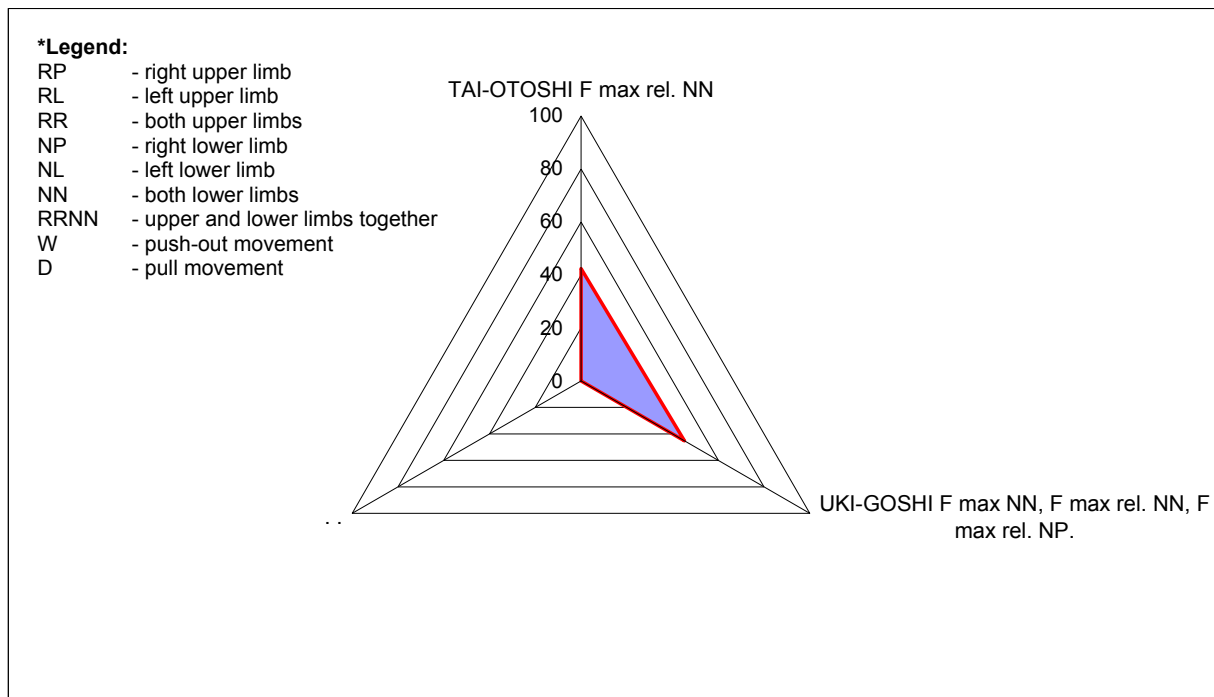 *Legend:
RP - right upper limb
RL - left upper limb
RR - both upper limbs
NP - right lower limb
NL - left lower limb
NN - both lower limbs
RRNN - upper and lower limbs together
W - push-out movement
D - pull movement
TAI-OTOSHI F max rel. NN
100
80
60
40
20
0
UKI-GOSHI F max NN, F max rel. NN, F
max rel. NP.
. .